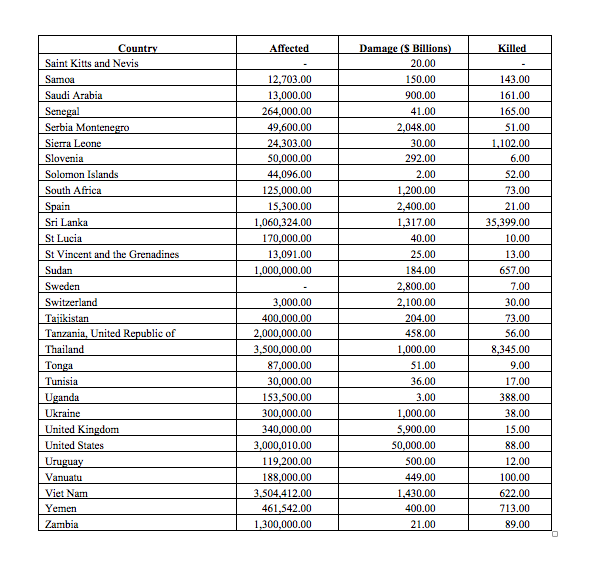 Country Affected Damage ($ Billions) Killed
Saint Kitts and Nevis - 20.00 -
Samoa 12,703.00 150.00 143.00
Saudi Arabia 13,000.00 900.00 161.00
Senegal 264,000.00 41.00 165.00
Serbia Montenegro 49,600.00 2,048.00 51.00
Sierra Leone 24,303.00 30.00 1,102.00
Slovenia 50,000.00 292.00 6.00
Solomon Islands 44,096.00 2.00 52.00
South Africa 125,000.00 1,200.00 73.00
Spain 15,300.00 2,400.00 21.00
Sri Lanka 1,060,324.00 1,317.00 35,399.00
St Lucia 170,000.00 40.00 10.00
St Vincent and the Grenadines 13,091.00 25.00 13.00
Sudan 1,000,000.00 184.00 657.00
Sweden - 2,800.00 7.00
Switzerland 3,000.00 2,100.00 30.00
Tajikistan 400,000.00 204.00 73.00
Tanzania, United Republic of 2,000,000.00 458.00 56.00
Thailand 3,500,000.00 1,000.00 8,345.00
Tonga 87,000.00 51.00 9.00
Tunisia 30,000.00 36.00 17.00
Uganda 153,500.00 3.00 388.00
Ukraine 300,000.00 1,000.00 38.00
United Kingdom 340,000.00 5,900.00 15.00
United States 3,000,010.00 50,000.00 88.00
Uruguay 119,200.00 500.00 12.00
Vanuatu 188,000.00 449.00 100.00
Viet Nam 3,504,412.00 1,430.00 622.00
Yemen 461,542.00 400.00 713.00
Zambia 1,300,000.00 21.00 89.00